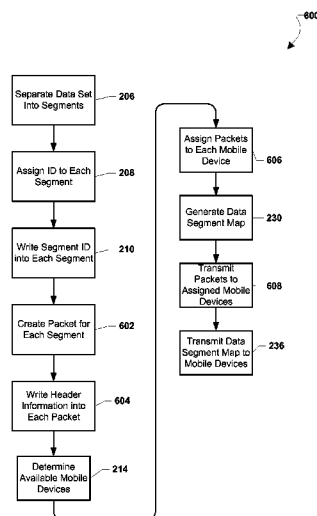 600
Separate Data Set
Into Segments
206
Assign ID to Each
Segment
208
Write Segment ID
into Each Segment
210
Create Packet for
Each Segment
602
Write Header
Information into
Each Packet
604
Determine
Available Mobile
Devices
214
Assign Packets
to Each Mobile
Device
606
Generate Data
Segment Map
230
Transmit
Packets to
Assigned Mobile
Devices
608
Transmit Data
Segment Map to
Mobile Devices
236